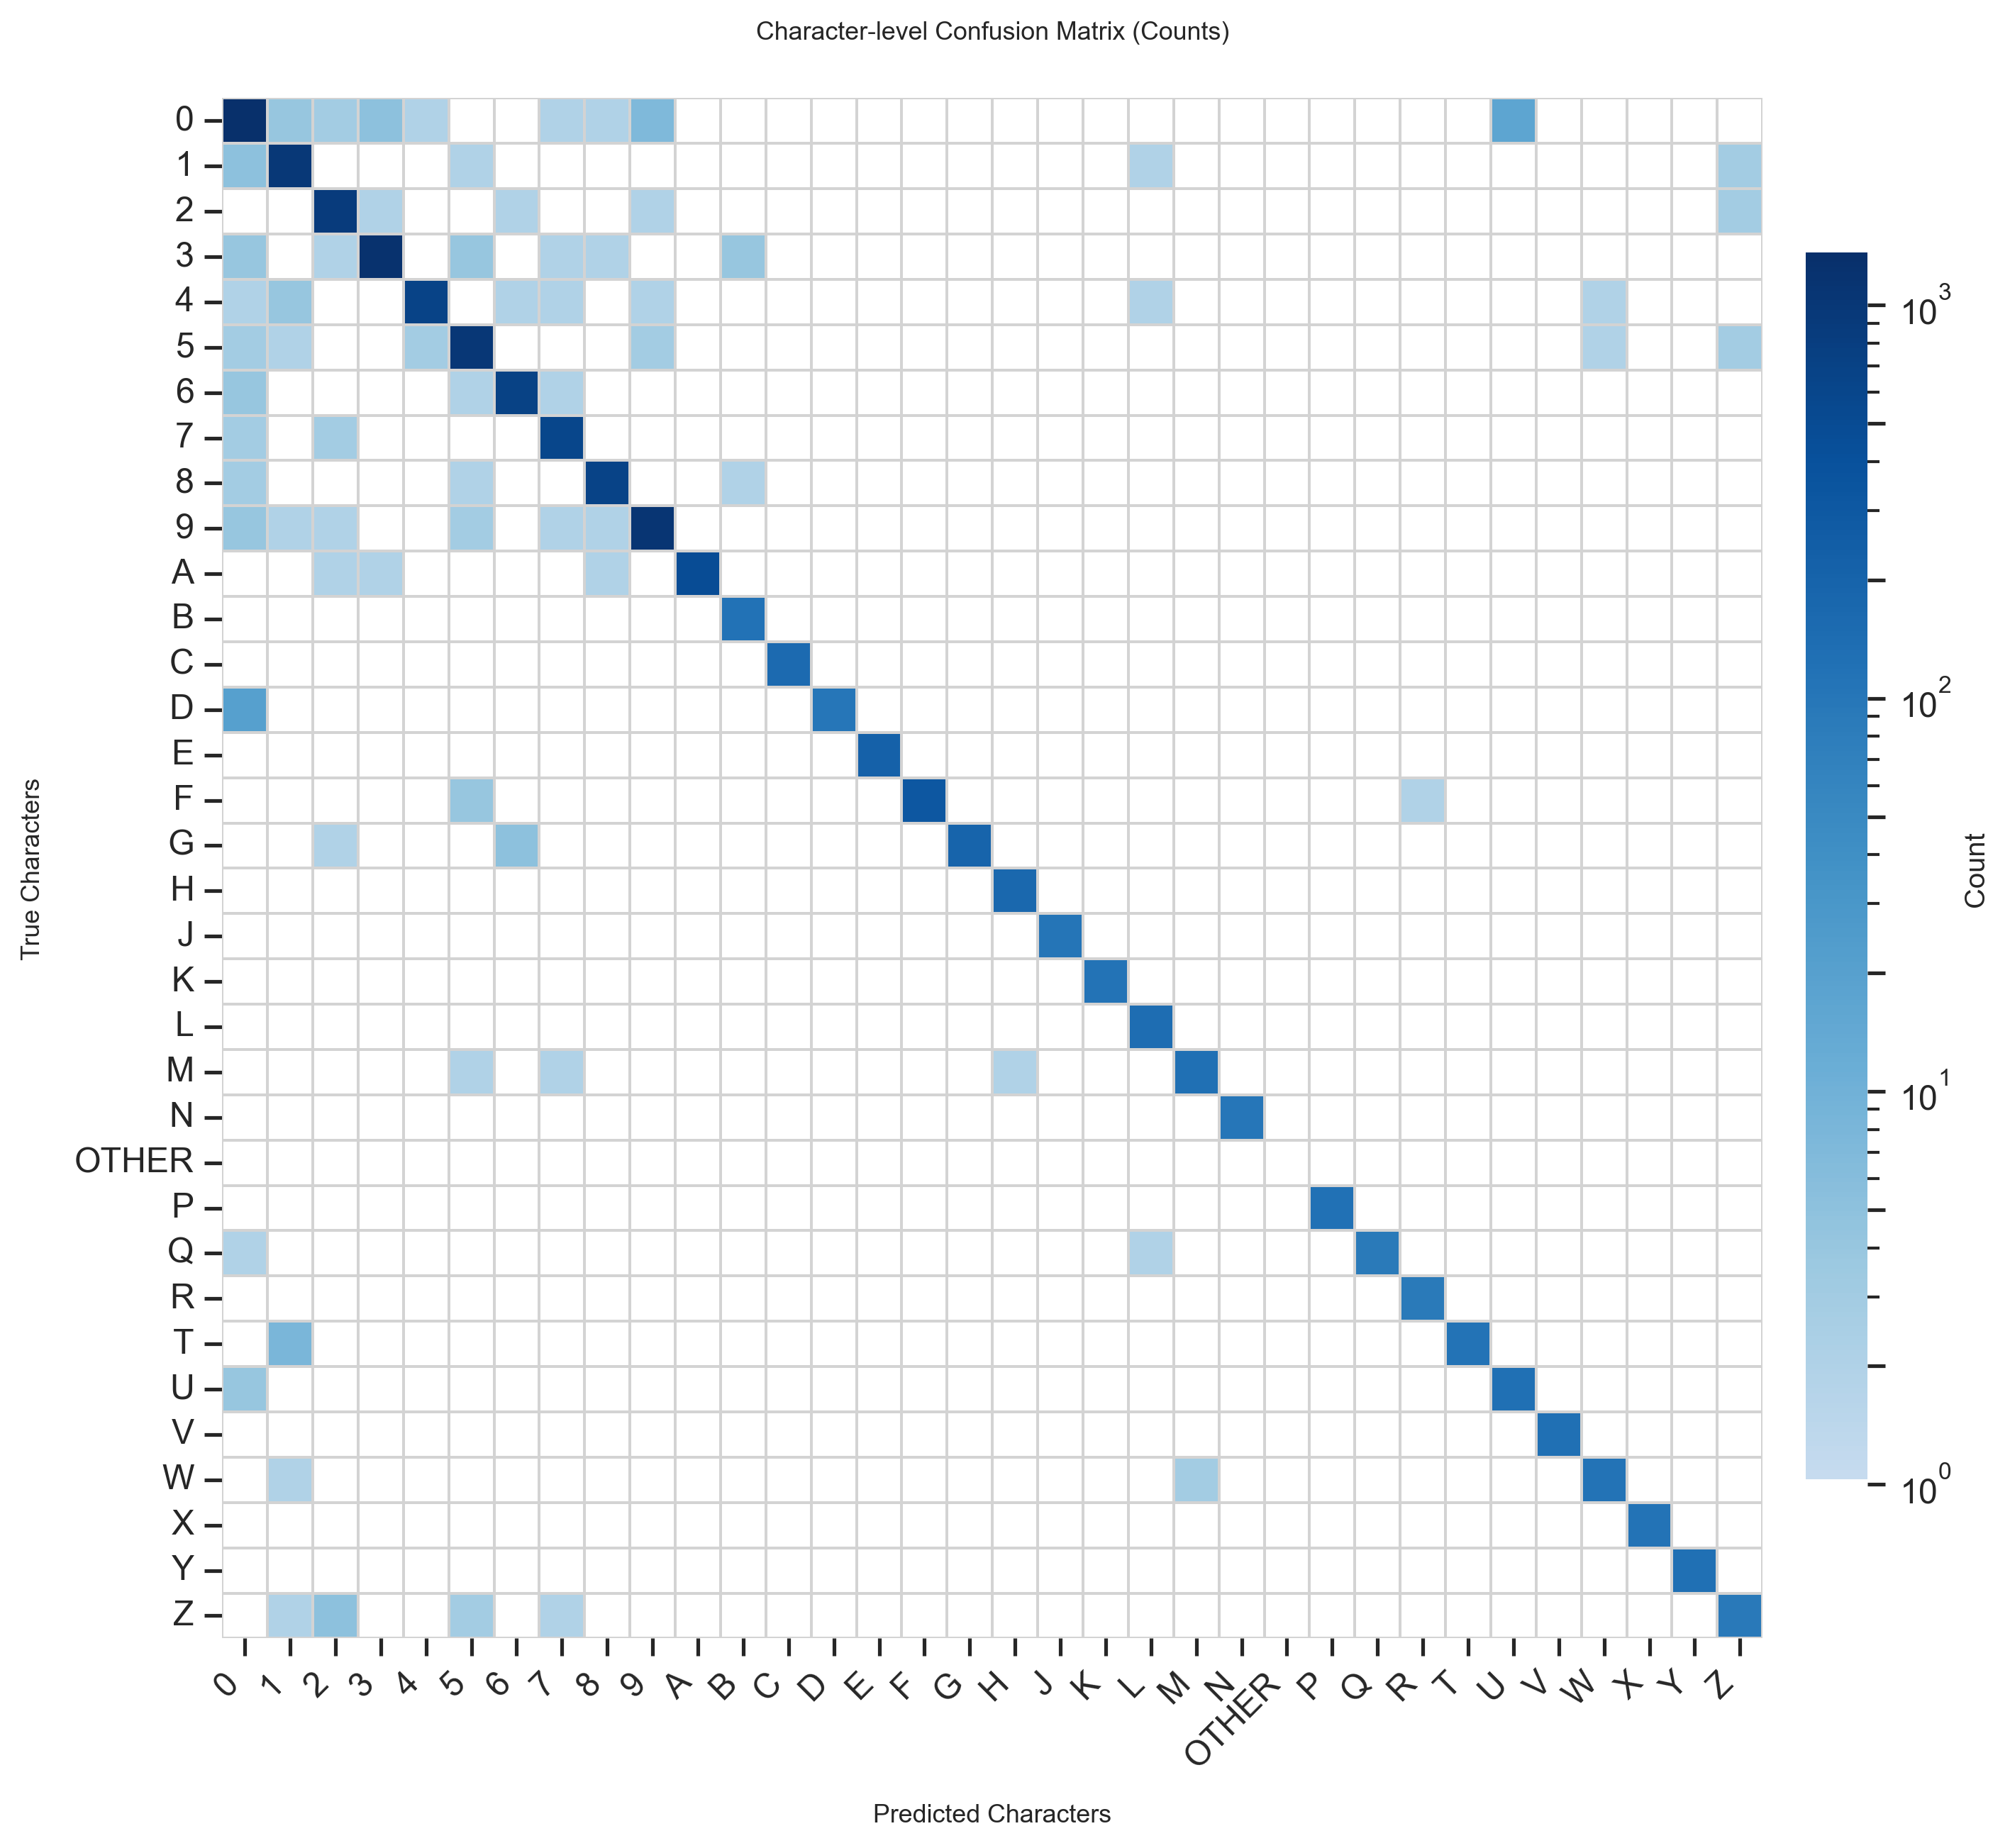 Character-level Confusion Matrix (Counts)
True Characters
0
1
2
3
4
5
6
7
8
9
A
B
C
D
E
F
G
H
J
K
L
M
N
OTHER
P
Q
R
T
U
V
W
X
Y
Z
0 1 2 3 4 5 6 7 8 9 A B C D E F G H J K L M N OTHER P Q R T U V W X Y Z
Predicted Characters
10³
10²
10¹
10⁰
Count